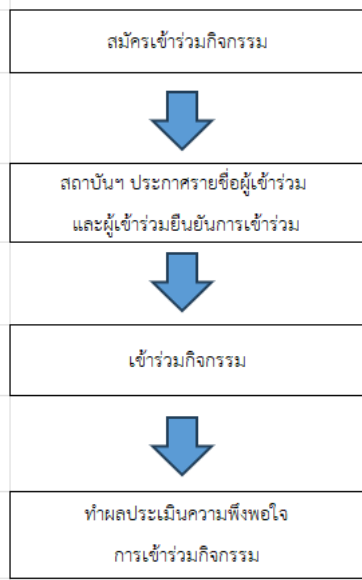 สมัครเข้าร่วมกิจกรรม
สถาบันฯ ประกาศรายชื่อผู้เข้าร่วม
และผู้เข้าร่วมยืนยันการเข้าร่วม
เข้าร่วมกิจกรรม
ทำผลประเมินความพึงพอใจ
การเข้าร่วมกิจกรรม